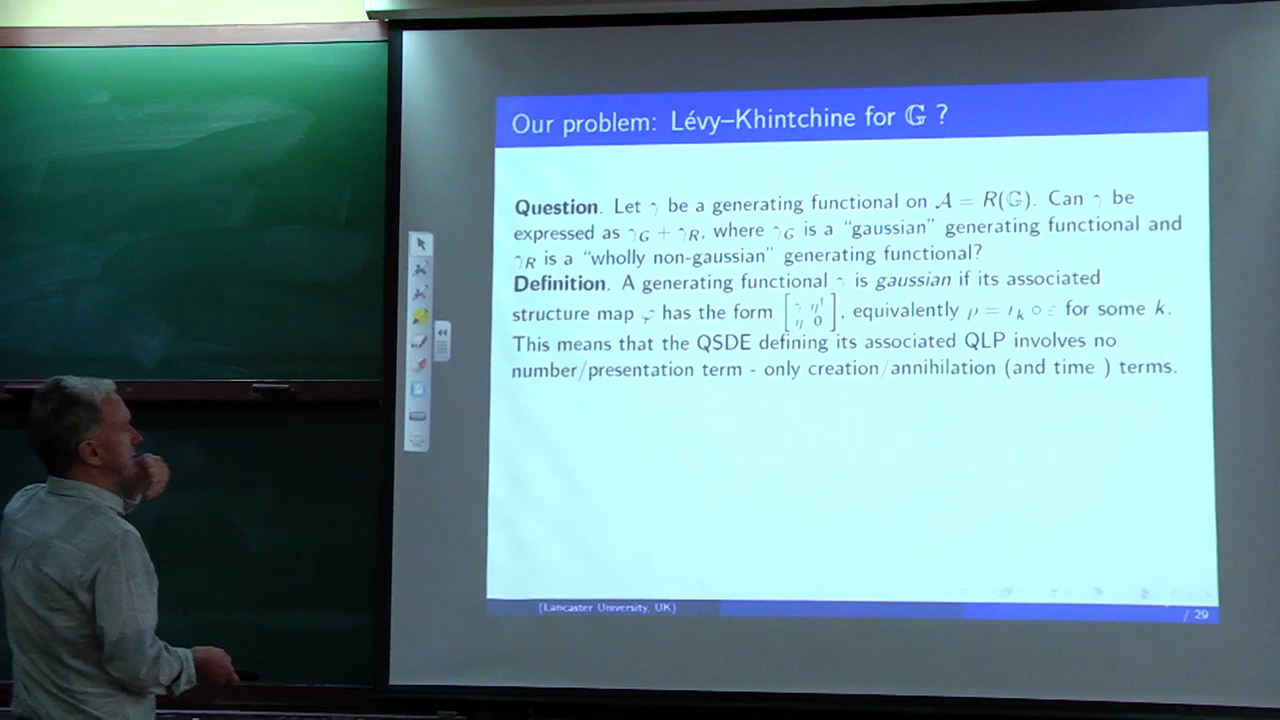 Our problem: Lévy–Khintchine for 𝔾 ?
Question. Let γ be a generating functional on 𝒜 = R(𝔾). Can γ be
expressed as γ_G + γ_R, where γ_G is a "gaussian" generating functional and
γ_R is a "wholly non-gaussian" generating functional?
Definition. A generating functional γ is gaussian if its associated
structure map φ has the form [γ η†; η 0], equivalently ρ = ι_k ∘ ε for some k.
This means that the QSDE defining its associated QLP involves no
number/presentation term - only creation/annihilation (and time ) terms.
(Lancaster University, UK)
/ 29